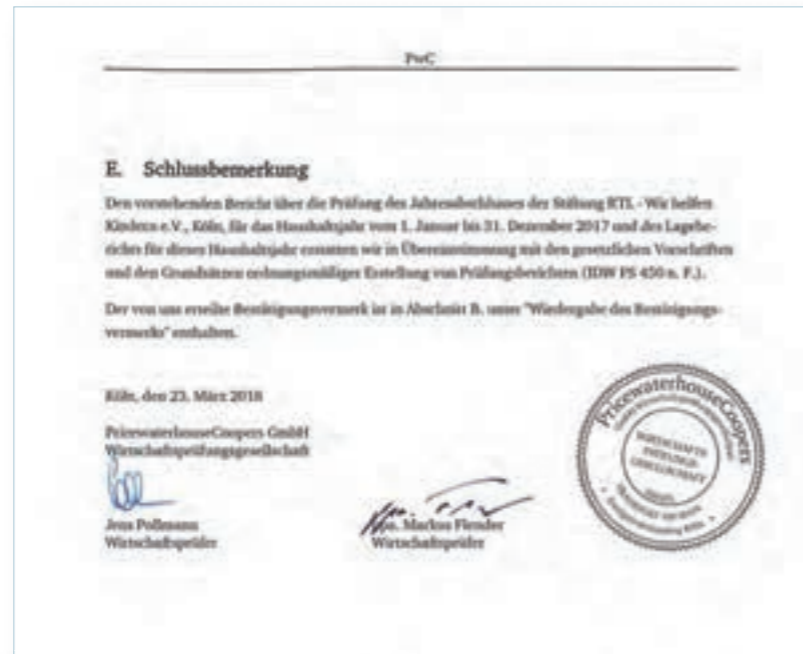 PwC
E. Schlussbemerkung
Den vorstehenden Bericht über die Prüfung des Jahresabschlusses der Stiftung RTL - Wir helfen
Kindern e.V., Köln, für das Haushaltsjahr vom 1. Januar bis 31. Dezember 2017 und des Lagebe-
richts für dieses Haushaltsjahr erstatten wir in Übereinstimmung mit den gesetzlichen Vorschriften
und den Grundsätzen ordnungsmäßiger Erstellung von Prüfungsberichten (IDW PS 450 n. F.).
Der von uns erteilte Bestätigungsvermerk ist in Abschnitt B. unter "Wiedergabe des Bestätigungs-
vermerks" enthalten.
Köln, den 23. März 2018
PricewaterhouseCoopers GmbH
Wirtschaftsprüfungsgesellschaft
Jens Pollmann
Wirtschaftsprüfer
Markus Flender
Wirtschaftsprüfer
PricewaterhouseCoopers
WIRTSCHAFTS-
PRÜFUNGS-
GESELLSCHAFT